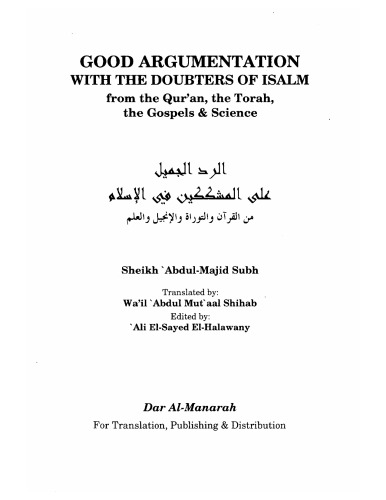 GOOD ARGUMENTATION
WITH THE DOUBTERS OF ISALM
from the Qur'an, the Torah,
the Gospels & Science
الرد الجميل
على المشككين في الإسلام
من القرآن والتوراة والإنجيل والعلم
Sheikh `Abdul-Majid Subh
Translated by:
Wa'il `Abdul Mut`aal Shihab
Edited by:
`Ali El-Sayed El-Halawany
Dar Al-Manarah
For Translation, Publishing & Distribution